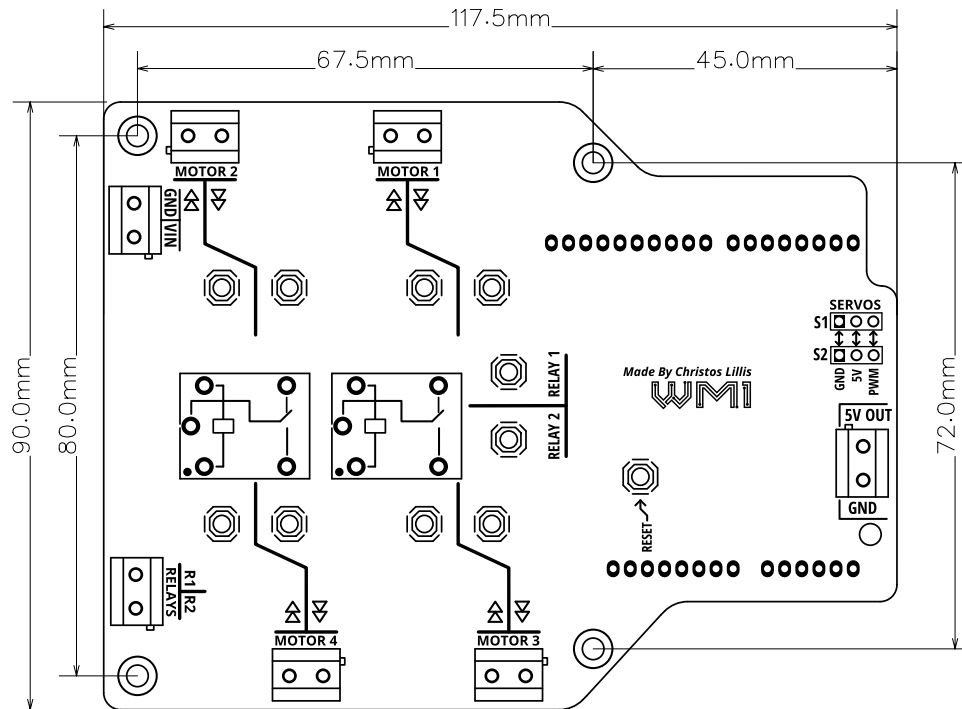 117.5mm
67.5mm
45.0mm
MOTOR 2
MOTOR 1
GND
VIN
SERVOS
S1
S2
GND
5V
PWM
RELAY 1
RELAY 2
Made By Christos Lillis
WM1
90.0mm
80.0mm
72.0mm
5V OUT
GND
RESET
R1
R2
RELAYS
MOTOR 4
MOTOR 3